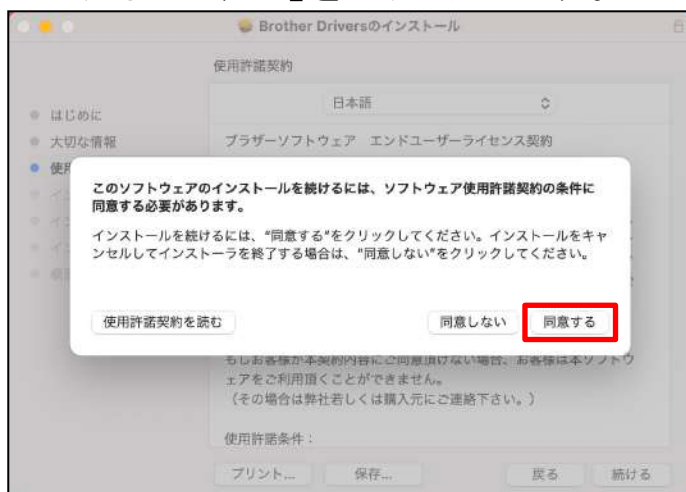 Brother Driversのインストール
使用許諾契約
日本語
はじめに
大切な情報
ブラザーソフトウェア エンドユーザーライセンス契約
このソフトウェアのインストールを続けるには、ソフトウェア使用許諾契約の条件に
同意する必要があります。
インストールを続けるには、“同意する”をクリックしてください。インストールをキャ
ンセルしてインストーラを終了する場合は、“同意しない”をクリックしてください。
使用許諾契約を読む
同意しない
同意する
もしお客様が本契約内容にご同意頂けない場合、お客様は本ソフトウ
ェアをご利用頂くことができません。
（その場合は弊社若しくは購入元にご連絡下さい。）
使用許諾条件：
プリント...
保存...
戻る
続ける